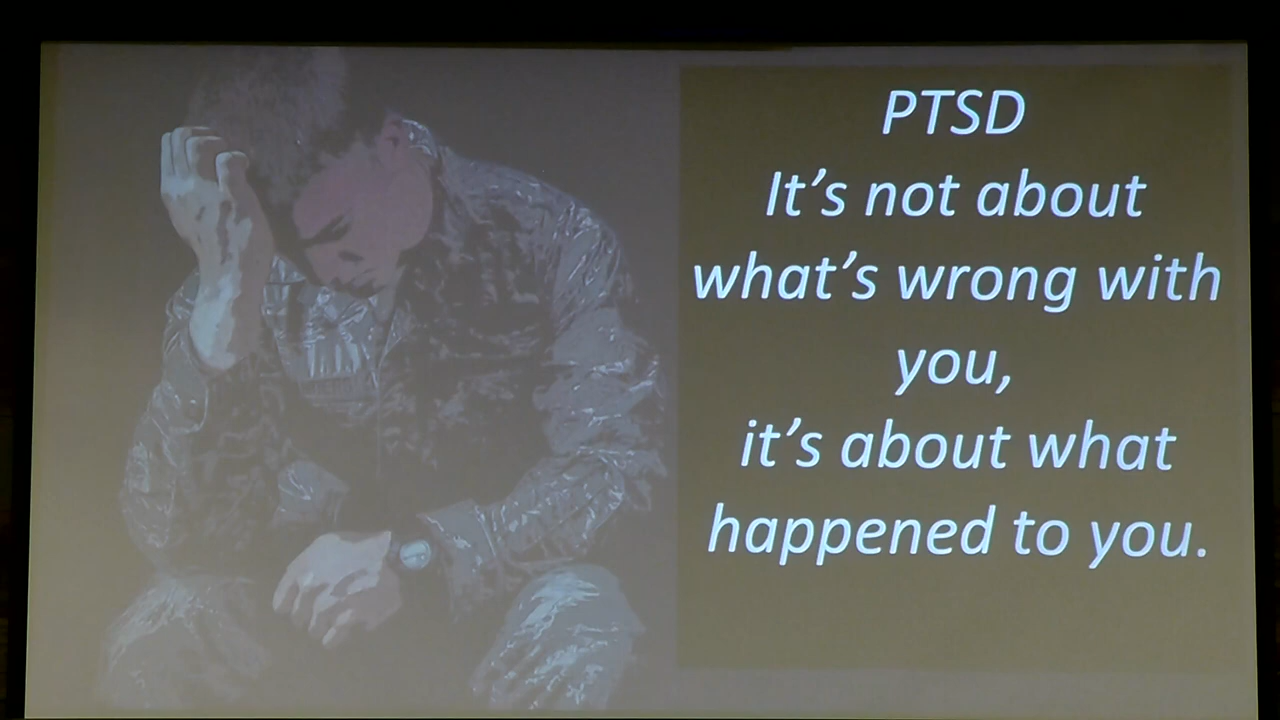 PTSD
It’s not about
what’s wrong with
you,
it’s about what
happened to you.